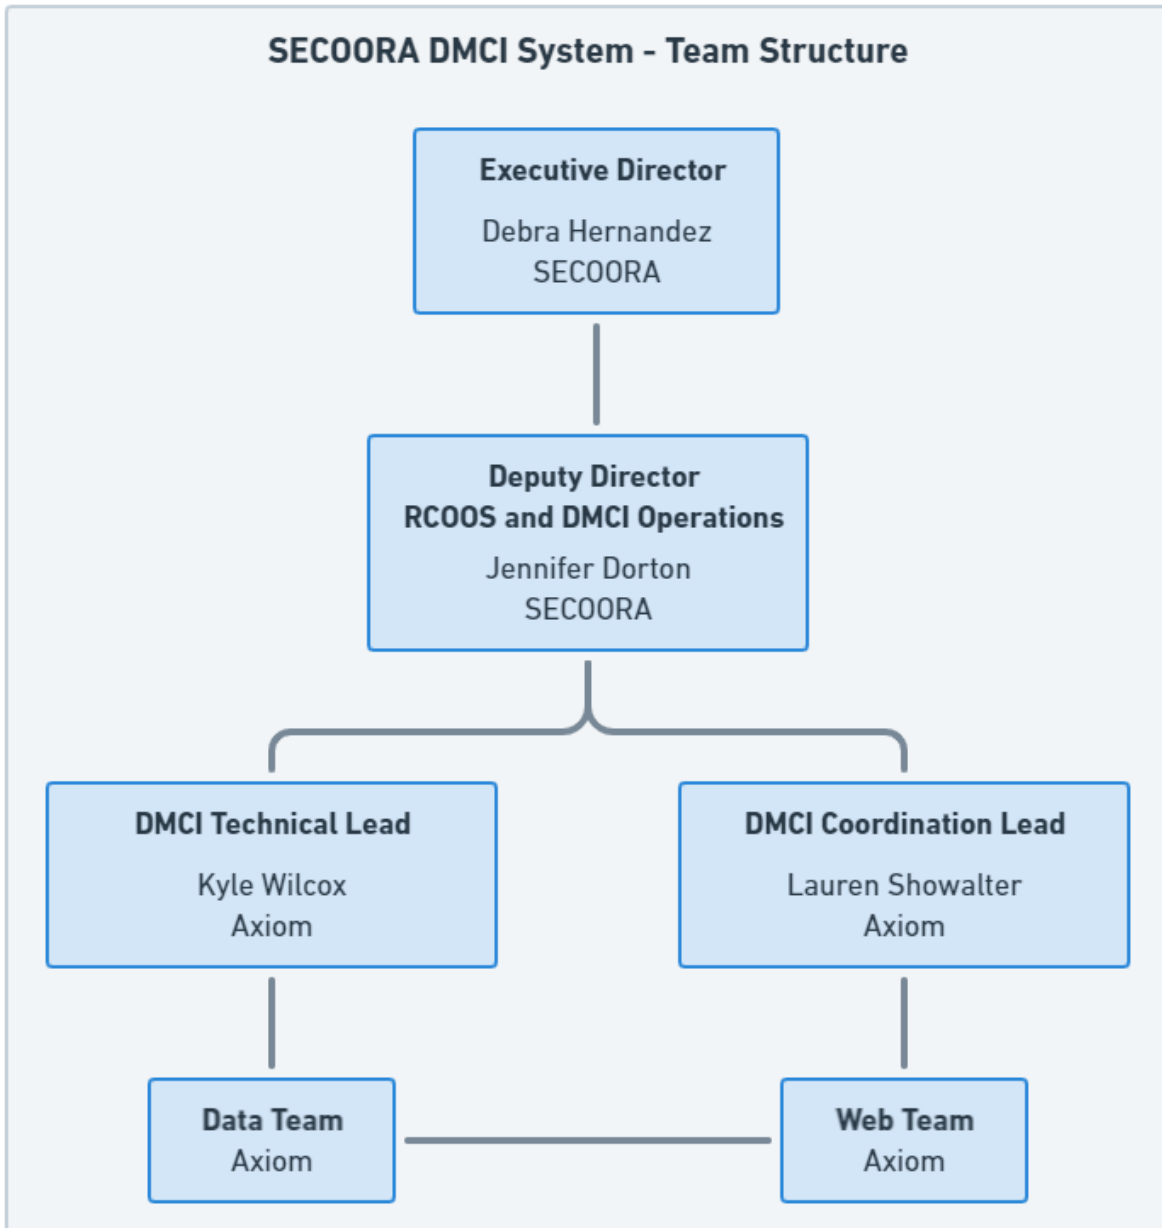 SECOORA DMCI System - Team Structure
Executive Director
Debra Hernandez
SECOORA
Deputy Director
RCOOS and DMCI Operations
Jennifer Dorton
SECOORA
DMCI Technical Lead
Kyle Wilcox
Axiom
DMCI Coordination Lead
Lauren Showalter
Axiom
Data Team
Axiom
Web Team
Axiom